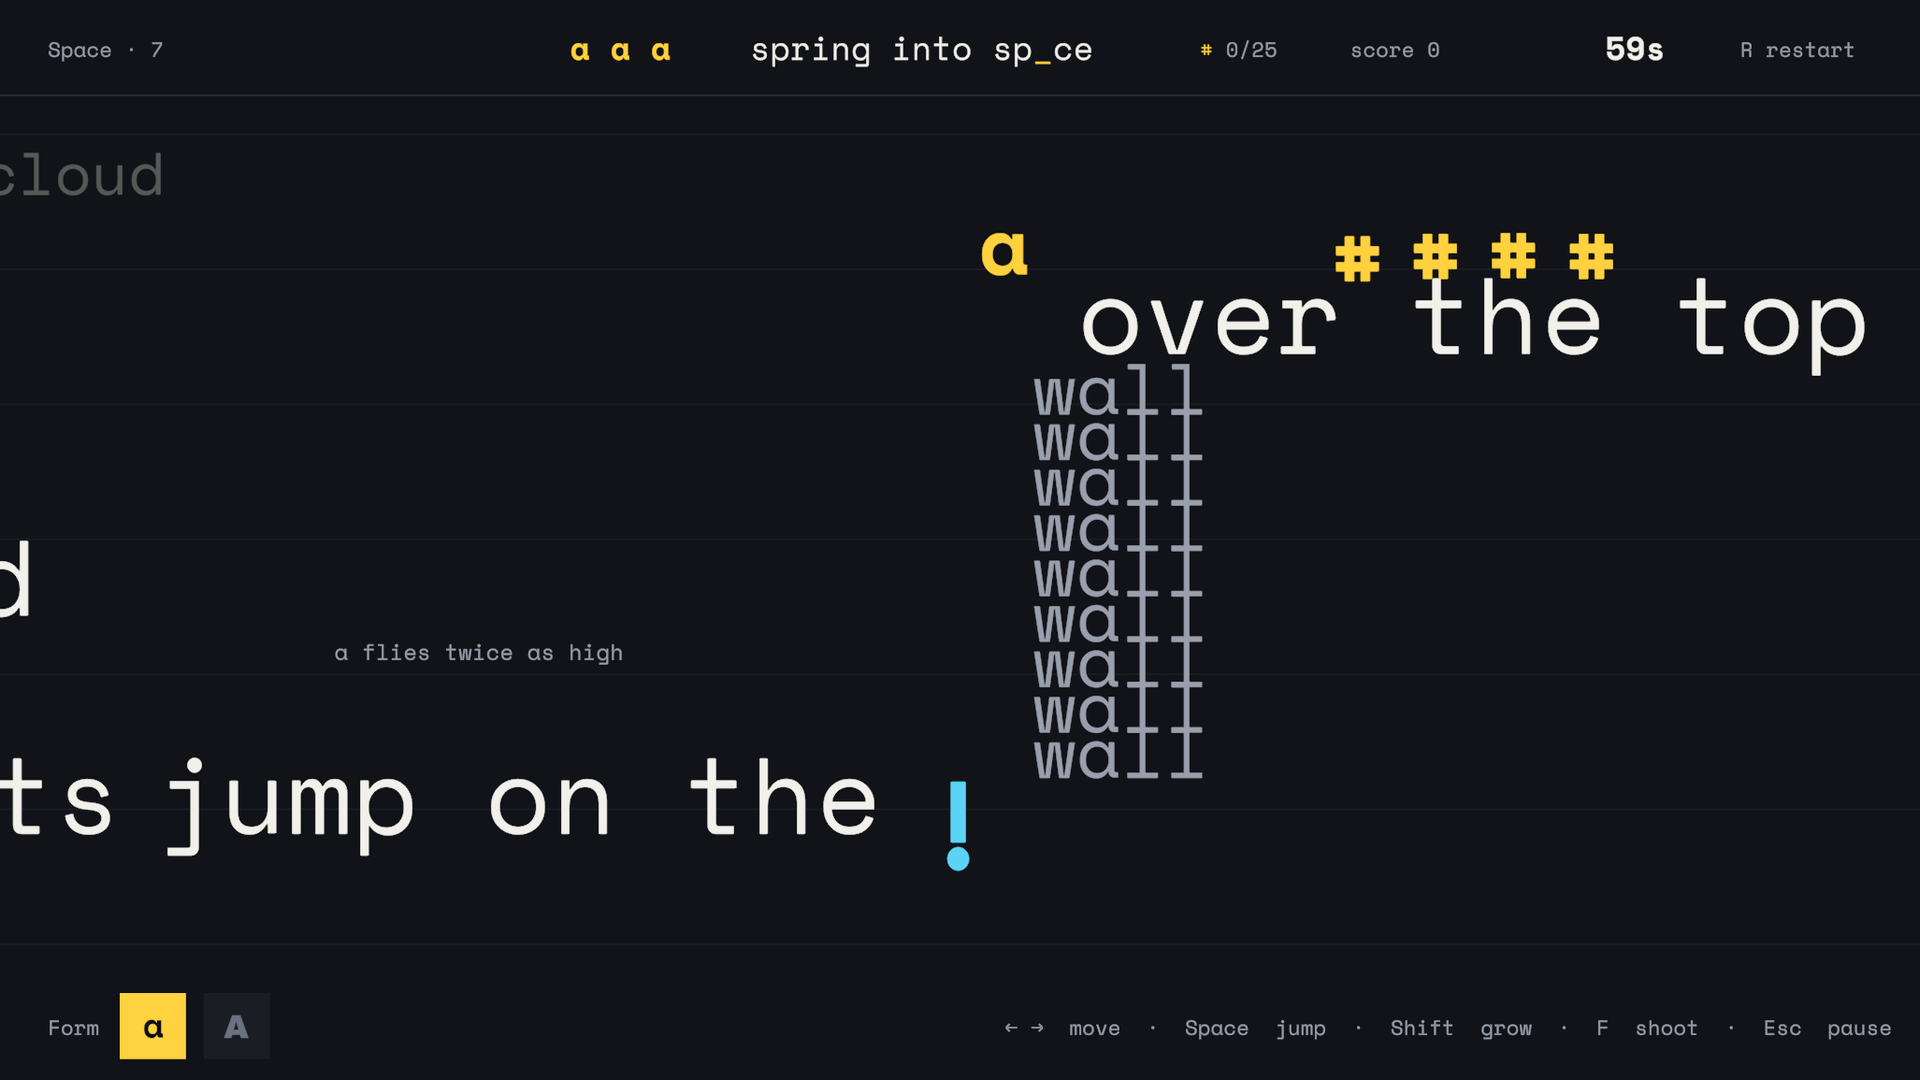 Space · 7 a a a spring into sp_ce # 0/25 score 0 59s R restart
cloud
a # # # #
over the top
wall
wall
wall
wall
wall
d
wall
wall
a flies twice as high
wall
wall
ts jump on the !
Form a A ← → move · Space jump · Shift grow · F shoot · Esc pause